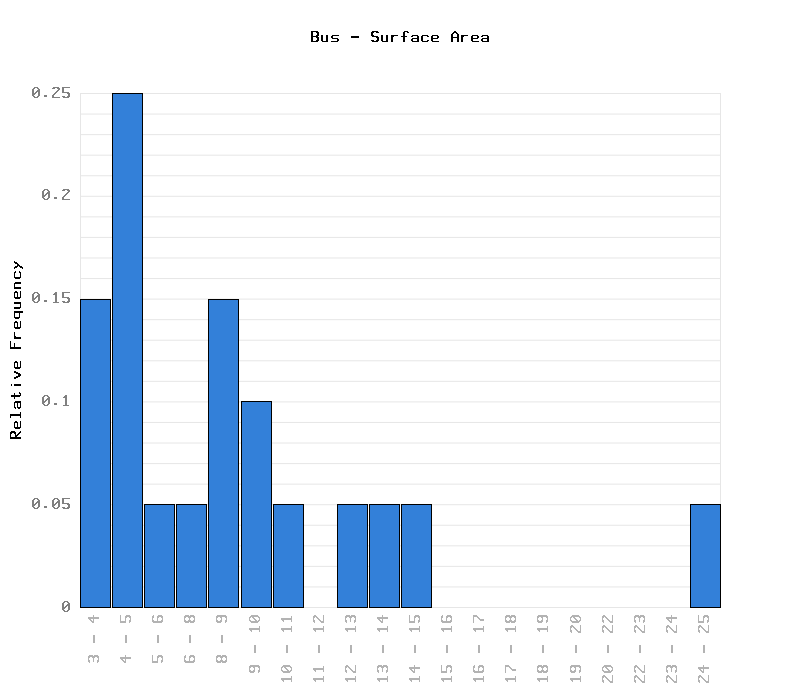 Bus - Surface Area
Relative Frequency
0.25
0.2
0.15
0.1
0.05
0
3 - 4
4 - 5
5 - 6
6 - 8
8 - 9
9 - 10
10 - 11
11 - 12
12 - 13
13 - 14
14 - 15
15 - 16
16 - 17
17 - 18
18 - 19
19 - 20
20 - 22
22 - 23
23 - 24
24 - 25